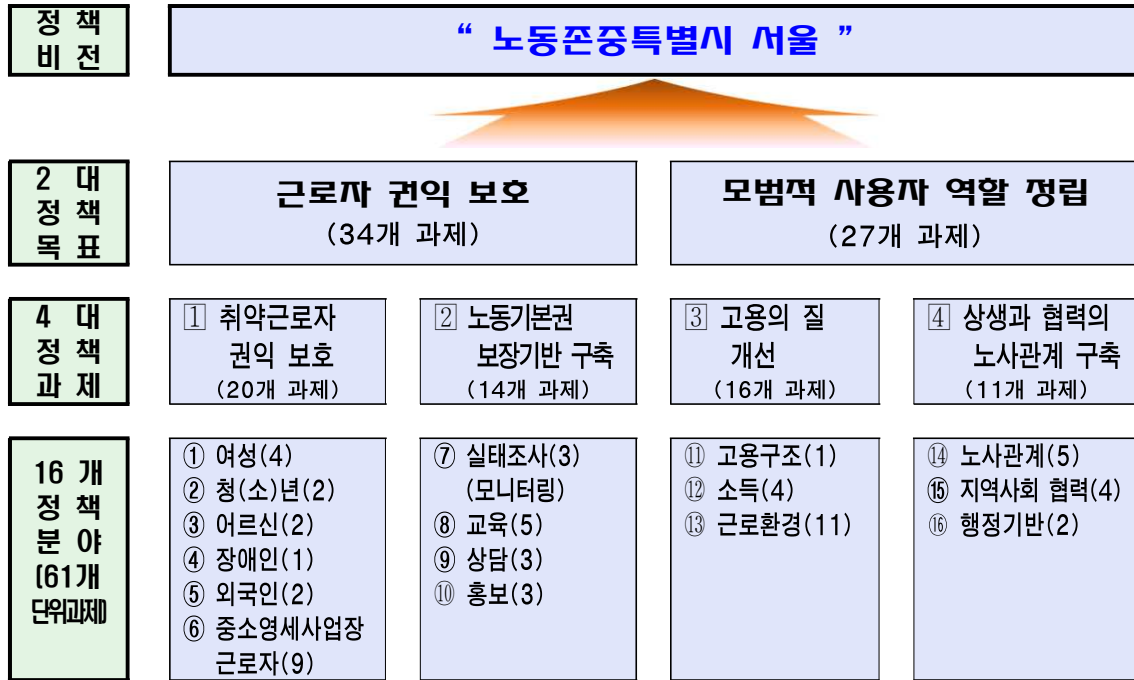 정 책
비 전
“ 노동존중특별시 서울 ”
2 대
정 책
목 표
근로자 권익 보호
(34개 과제)
모범적 사용자 역할 정립
(27개 과제)
4 대
정 책
과 제
1 취약근로자
권익 보호
(20개 과제)
2 노동기본권
보장기반 구축
(14개 과제)
3 고용의 질
개선
(16개 과제)
4 상생과 협력의
노사관계 구축
(11개 과제)
16 개
정 책
분 야
(61개
단위과제)
① 여성(4)
② 청(소)년(2)
③ 어르신(2)
④ 장애인(1)
⑤ 외국인(2)
⑥ 중소영세사업장
근로자(9)
⑦ 실태조사(3)
(모니터링)
⑧ 교육(5)
⑨ 상담(3)
⑩ 홍보(3)
⑪ 고용구조(1)
⑫ 소득(4)
⑬ 근로환경(11)
⑭ 노사관계(5)
⑮ 지역사회 협력(4)
⑯ 행정기반(2)